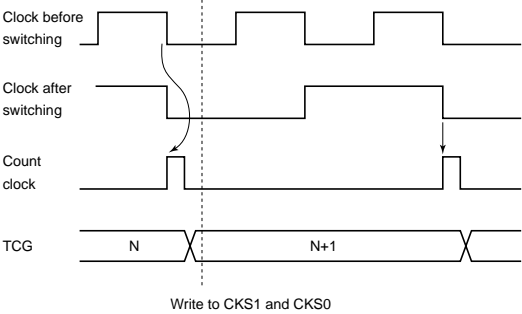 Clock before
switching
Clock after
switching
Count
clock
TCG
N
N+1
Write to CKS1 and CKS0